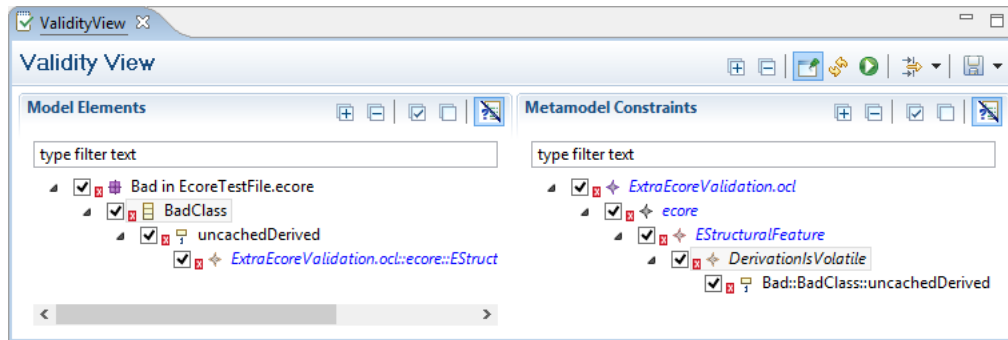 ValidityView
Validity View
Model Elements
type filter text
Bad in EcoreTestFile.ecore
BadClass
uncachedDerived
ExtraEcoreValidation.ocl::ecore::EStruct
Metamodel Constraints
type filter text
ExtraEcoreValidation.ocl
ecore
EStructuralFeature
DerivationIsVolatile
Bad::BadClass::uncachedDerived